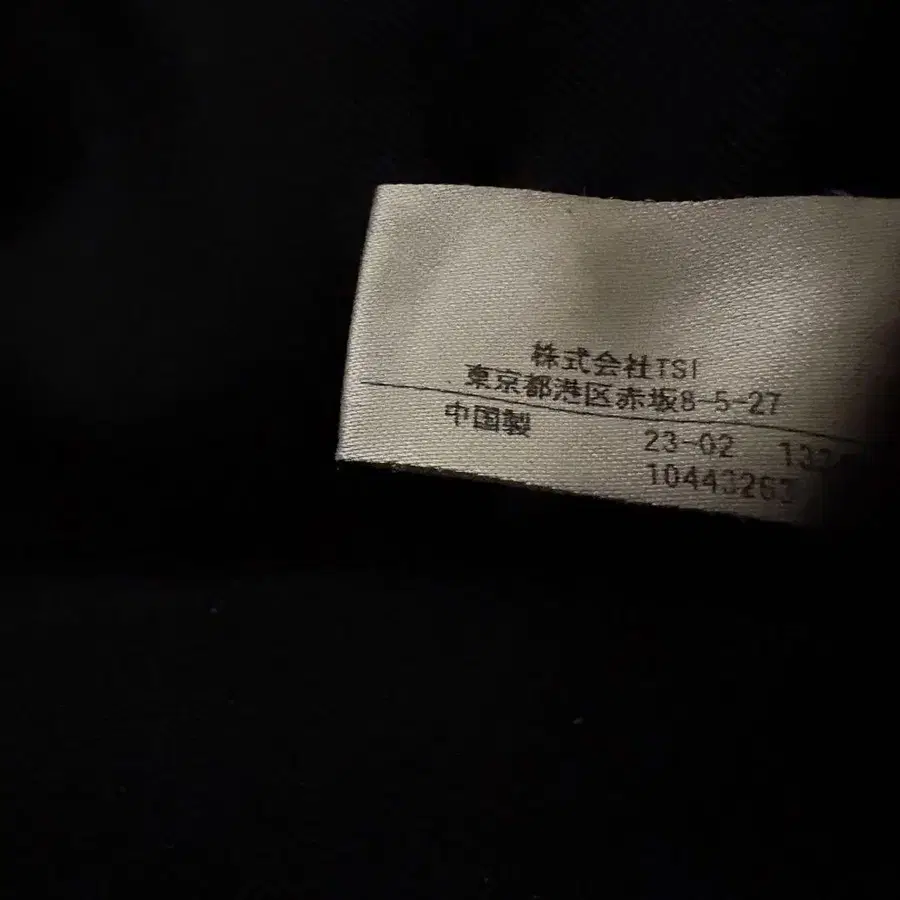 株式会社TSI
東京都港区赤坂8-5-27
中国製 23-02